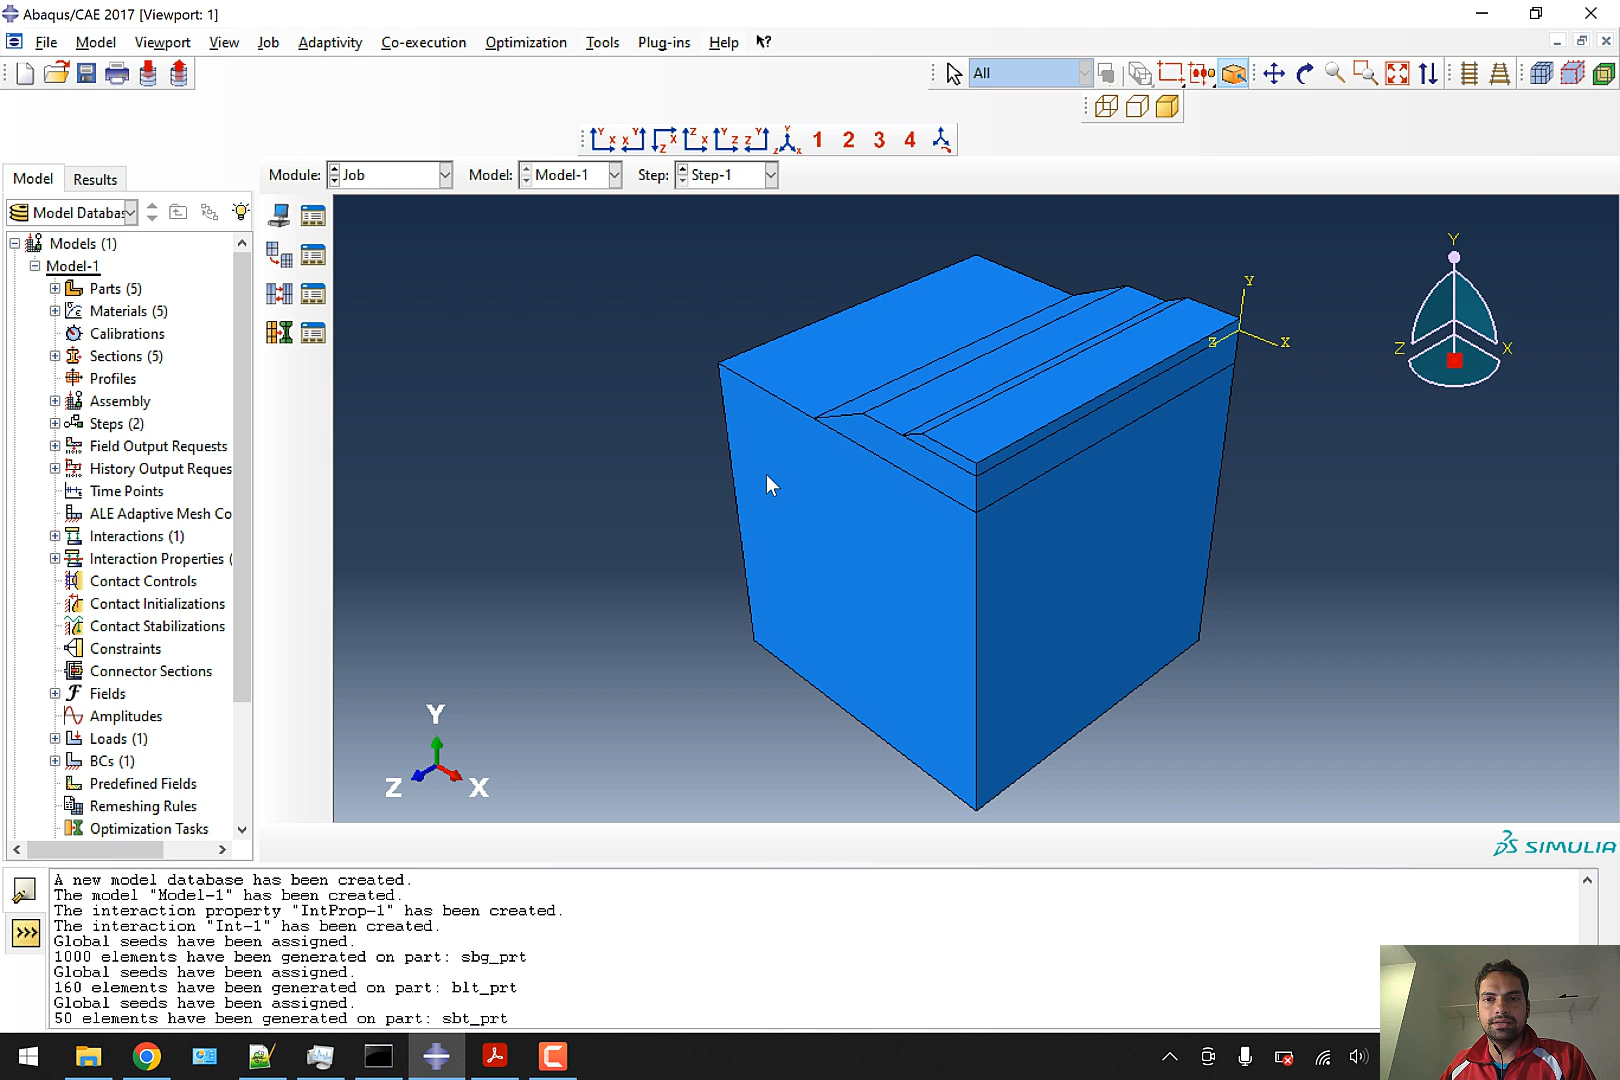 Abaqus/CAE 2017 [Viewport: 1]
File Model Viewport View Job Adaptivity Co-execution Optimization Tools Plug-ins Help
All
1 2 3 4
Model Results
Module: Job Model: Model-1 Step: Step-1
Model Databas
Models (1)
Model-1
Parts (5)
Materials (5)
Calibrations
Sections (5)
Profiles
Assembly
Steps (2)
Field Output Requests
History Output Reques
Time Points
ALE Adaptive Mesh Co
Interactions (1)
Interaction Properties (
Contact Controls
Contact Initializations
Contact Stabilizations
Constraints
Connector Sections
Fields
Amplitudes
Loads (1)
BCs (1)
Predefined Fields
Remeshing Rules
Optimization Tasks
Y
Z X
Y
Z X
Y
Z X
SIMULIA
A new model database has been created.
The model "Model-1" has been created.
The interaction property "IntProp-1" has been created.
The interaction "Int-1" has been created.
Global seeds have been assigned.
1000 elements have been generated on part: sbg_prt
Global seeds have been assigned.
160 elements have been generated on part: blt_prt
Global seeds have been assigned.
50 elements have been generated on part: sbt_prt